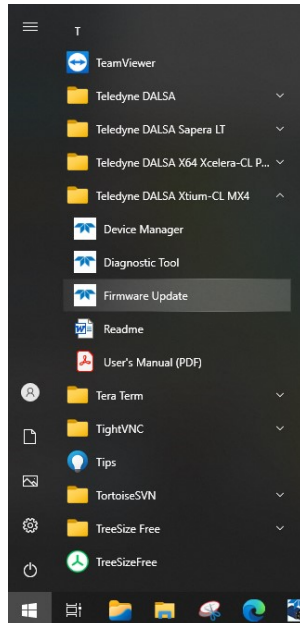 T
TeamViewer
Teledyne DALSA
Teledyne DALSA Sapera LT
Teledyne DALSA X64 Xcelera-CL P...
Teledyne DALSA Xtium-CL MX4
Device Manager
Diagnostic Tool
Firmware Update
Readme
User's Manual (PDF)
Tera Term
TightVNC
Tips
TortoiseSVN
TreeSize Free
TreeSizeFree